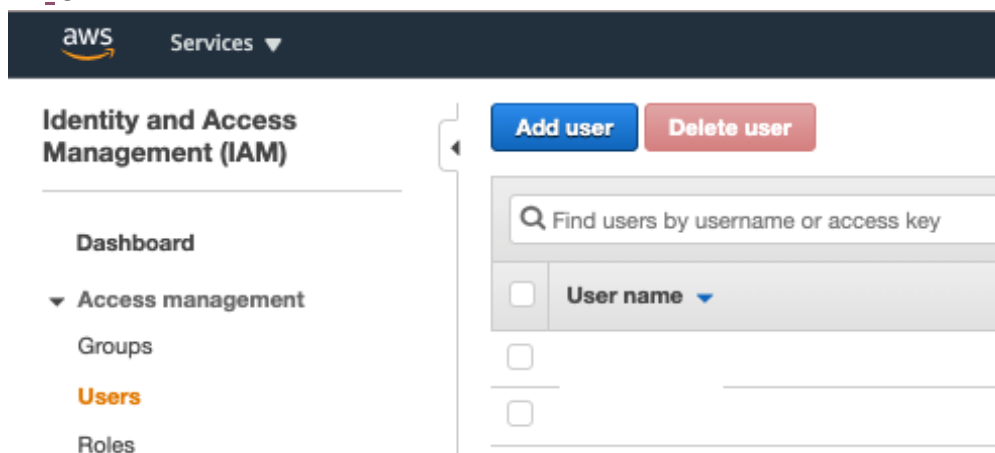 aws Services ▼
Identity and Access
Management (IAM)
Dashboard
Access management
Groups
Users
Roles
Add user Delete user
Find users by username or access key
User name